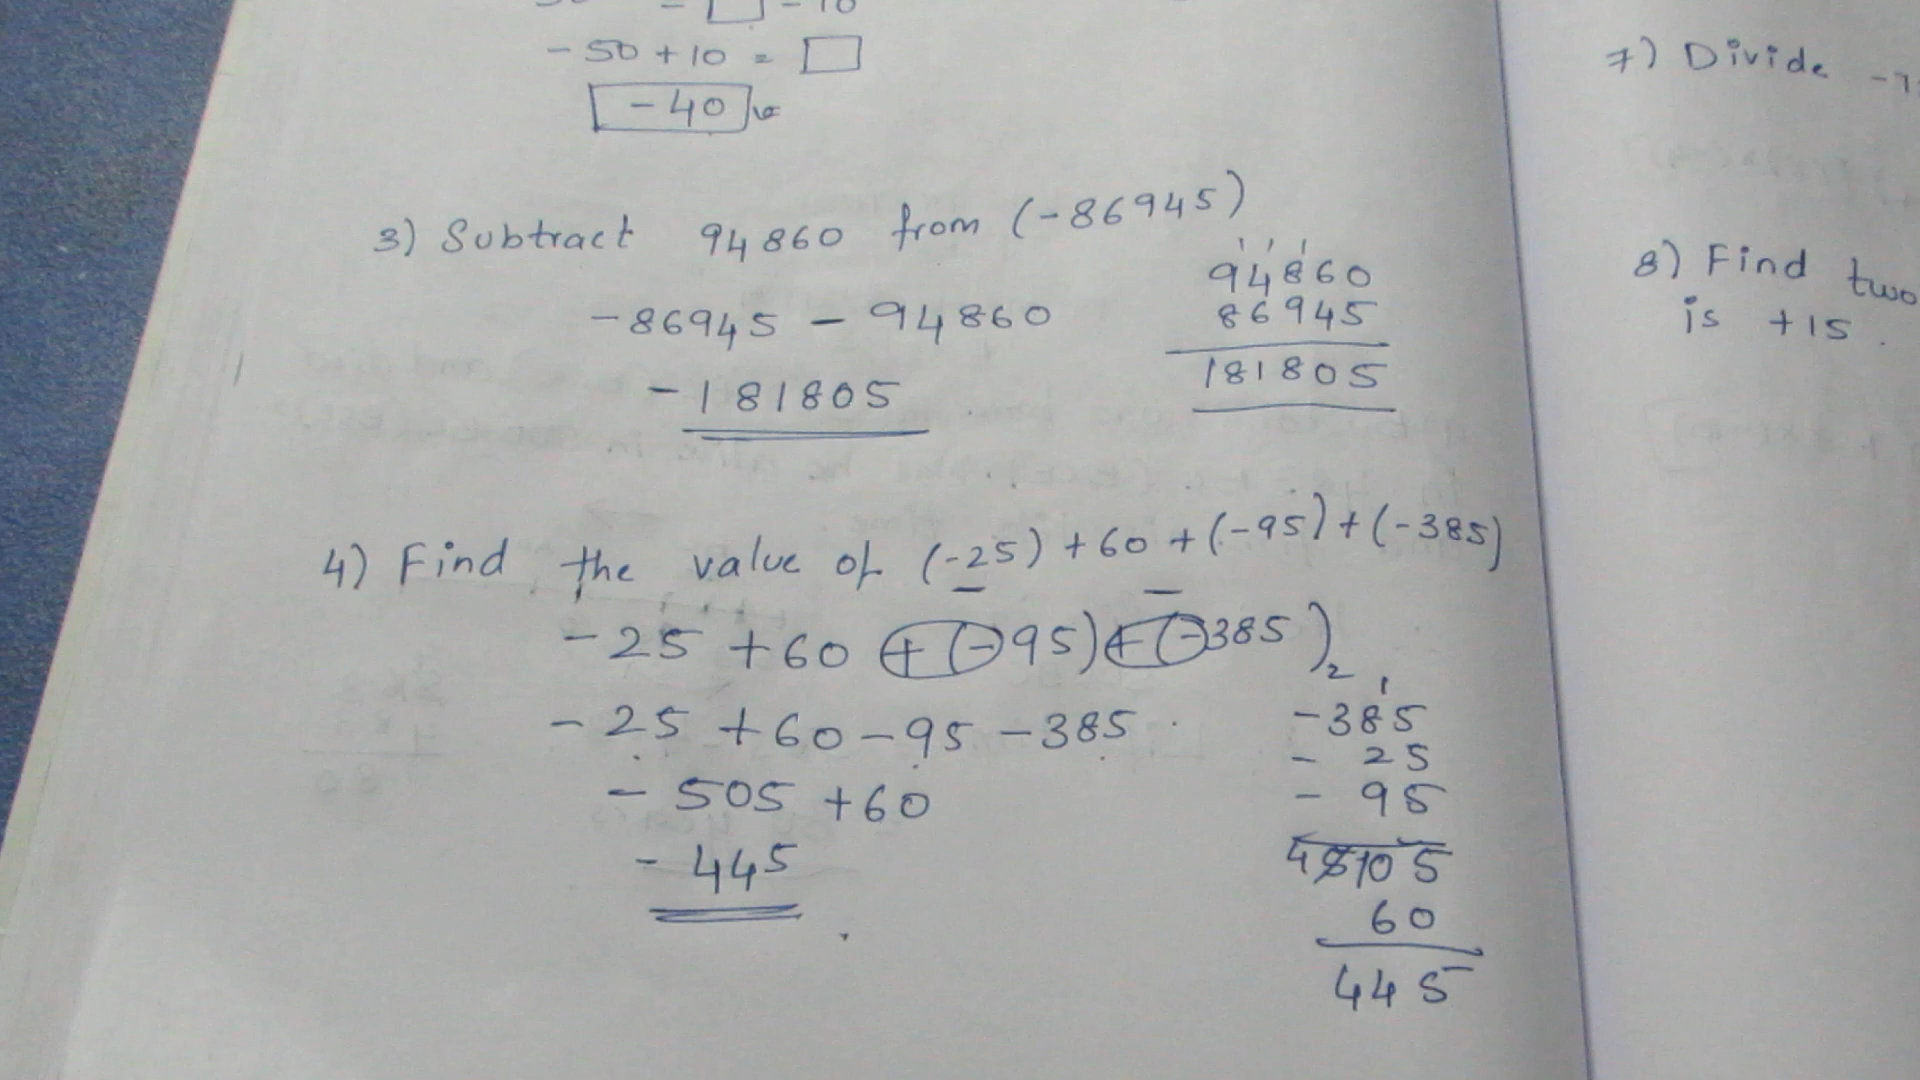 - 50 + 10 = □
- 40
3) Subtract 94860 from (-86945)
-86945 - 94860
-181805
94860
86945
181805
4) Find the value of (-25) + 60 + (-95) + (-385)
-25 + 60 + (-95) + (-385)
-25 + 60 - 95 - 385
- 505 + 60
- 445
-385
- 25
- 95
505
60
445
7) Divide
8) Find two
is +15.